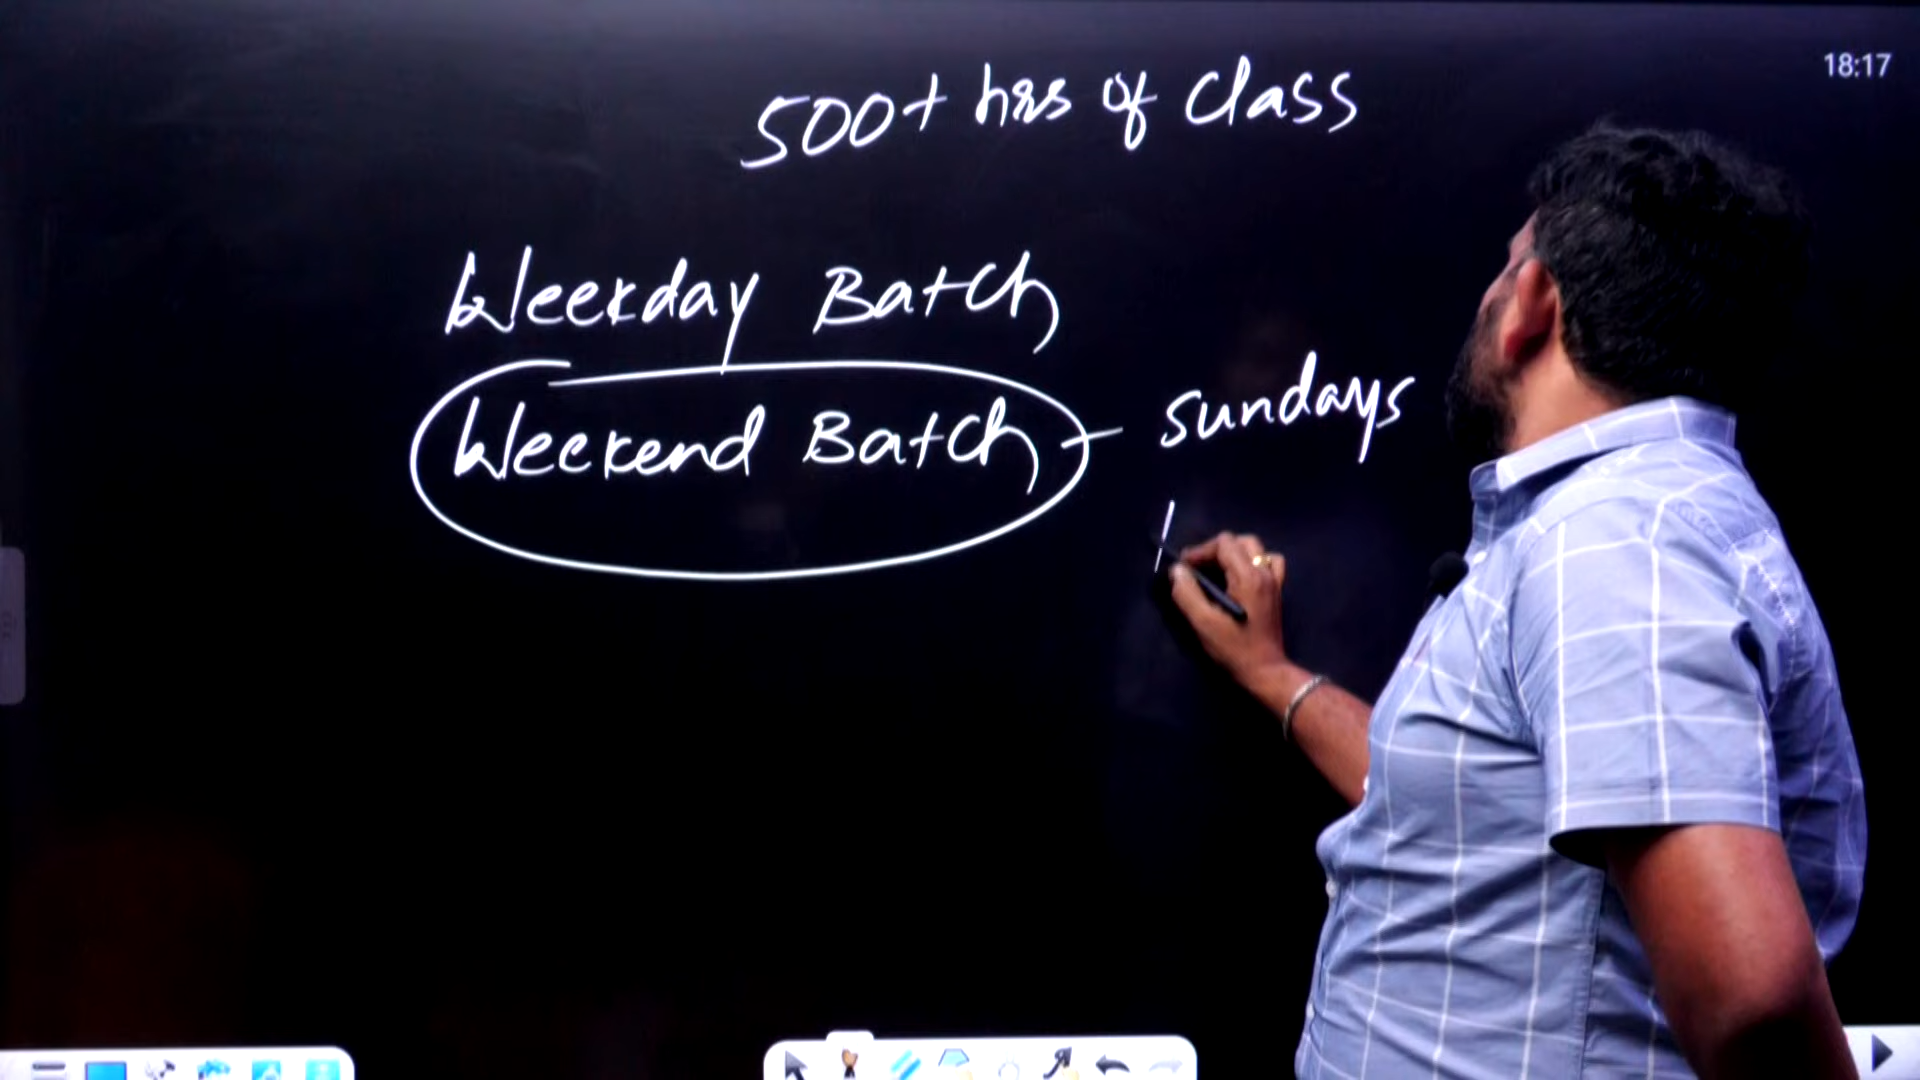 18:17
500+ hrs of class
Weekday Batch
Weekend Batch - sundays